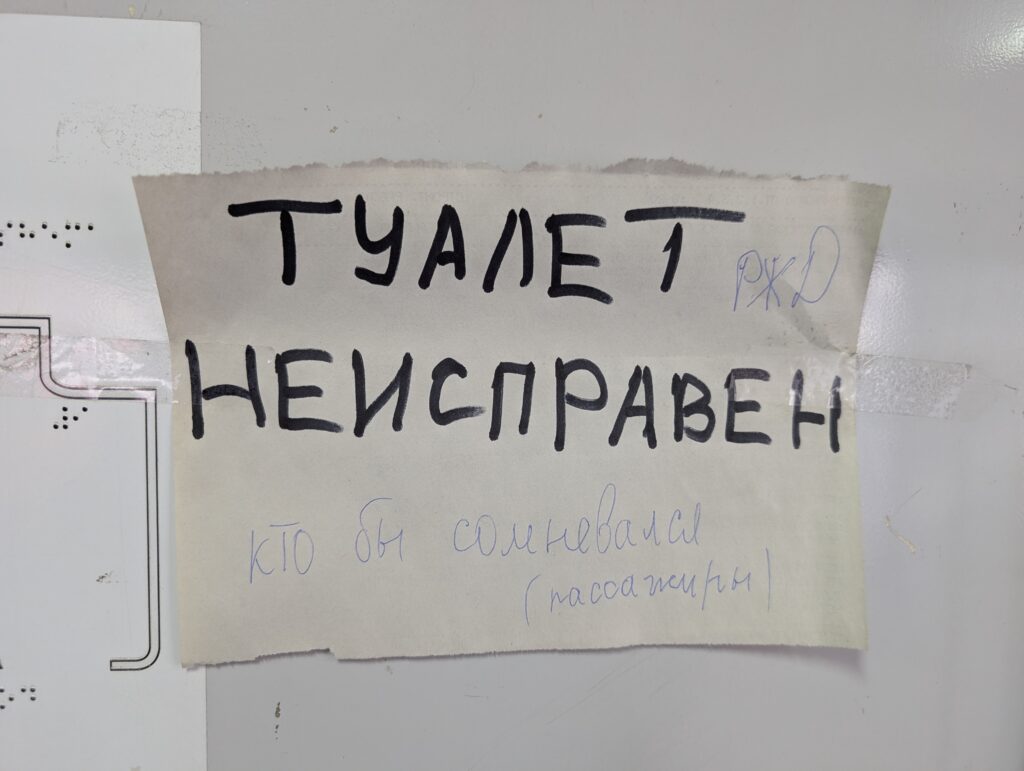 ТУАЛЕТ
РЖД
НЕИСПРАВЕН
кто бы сомневался
(пассажиры)